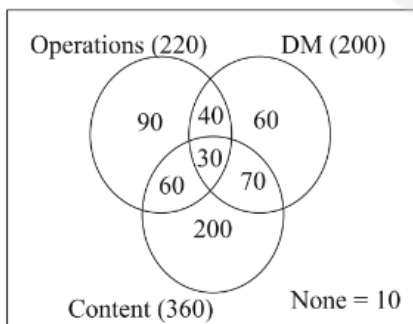 Operations (220) DM (200)
90 40 60
30
60 70
200
Content (360) None = 10